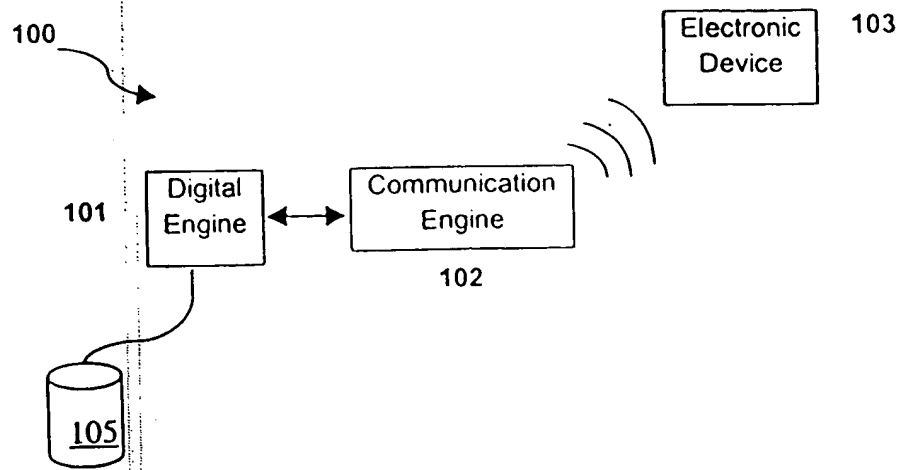 100
Electronic
Device
103
101
Digital
Engine
Communication
Engine
102
105